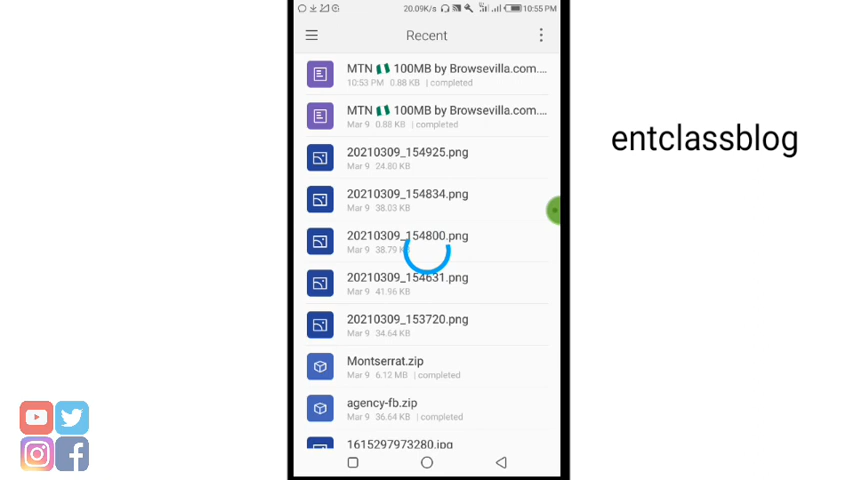 20.09K/s 10:55 PM
Recent
MTN 🇳🇬 100MB by Browsevilla.com....
10:53 PM 0.88 KB | completed
MTN 🇳🇬 100MB by Browsevilla.com....
Mar 9 0.88 KB | completed
20210309_154925.png
Mar 9 24.80 KB
20210309_154834.png
Mar 9 38.03 KB
20210309_154800.png
Mar 9 38.79 K
20210309_154631.png
Mar 9 41.96 KB
20210309_153720.png
Mar 9 34.64 KB
Montserrat.zip
Mar 9 6.12 MB | completed
agency-fb.zip
Mar 9 36.64 KB | completed
1615297973280.jpg
entclassblog